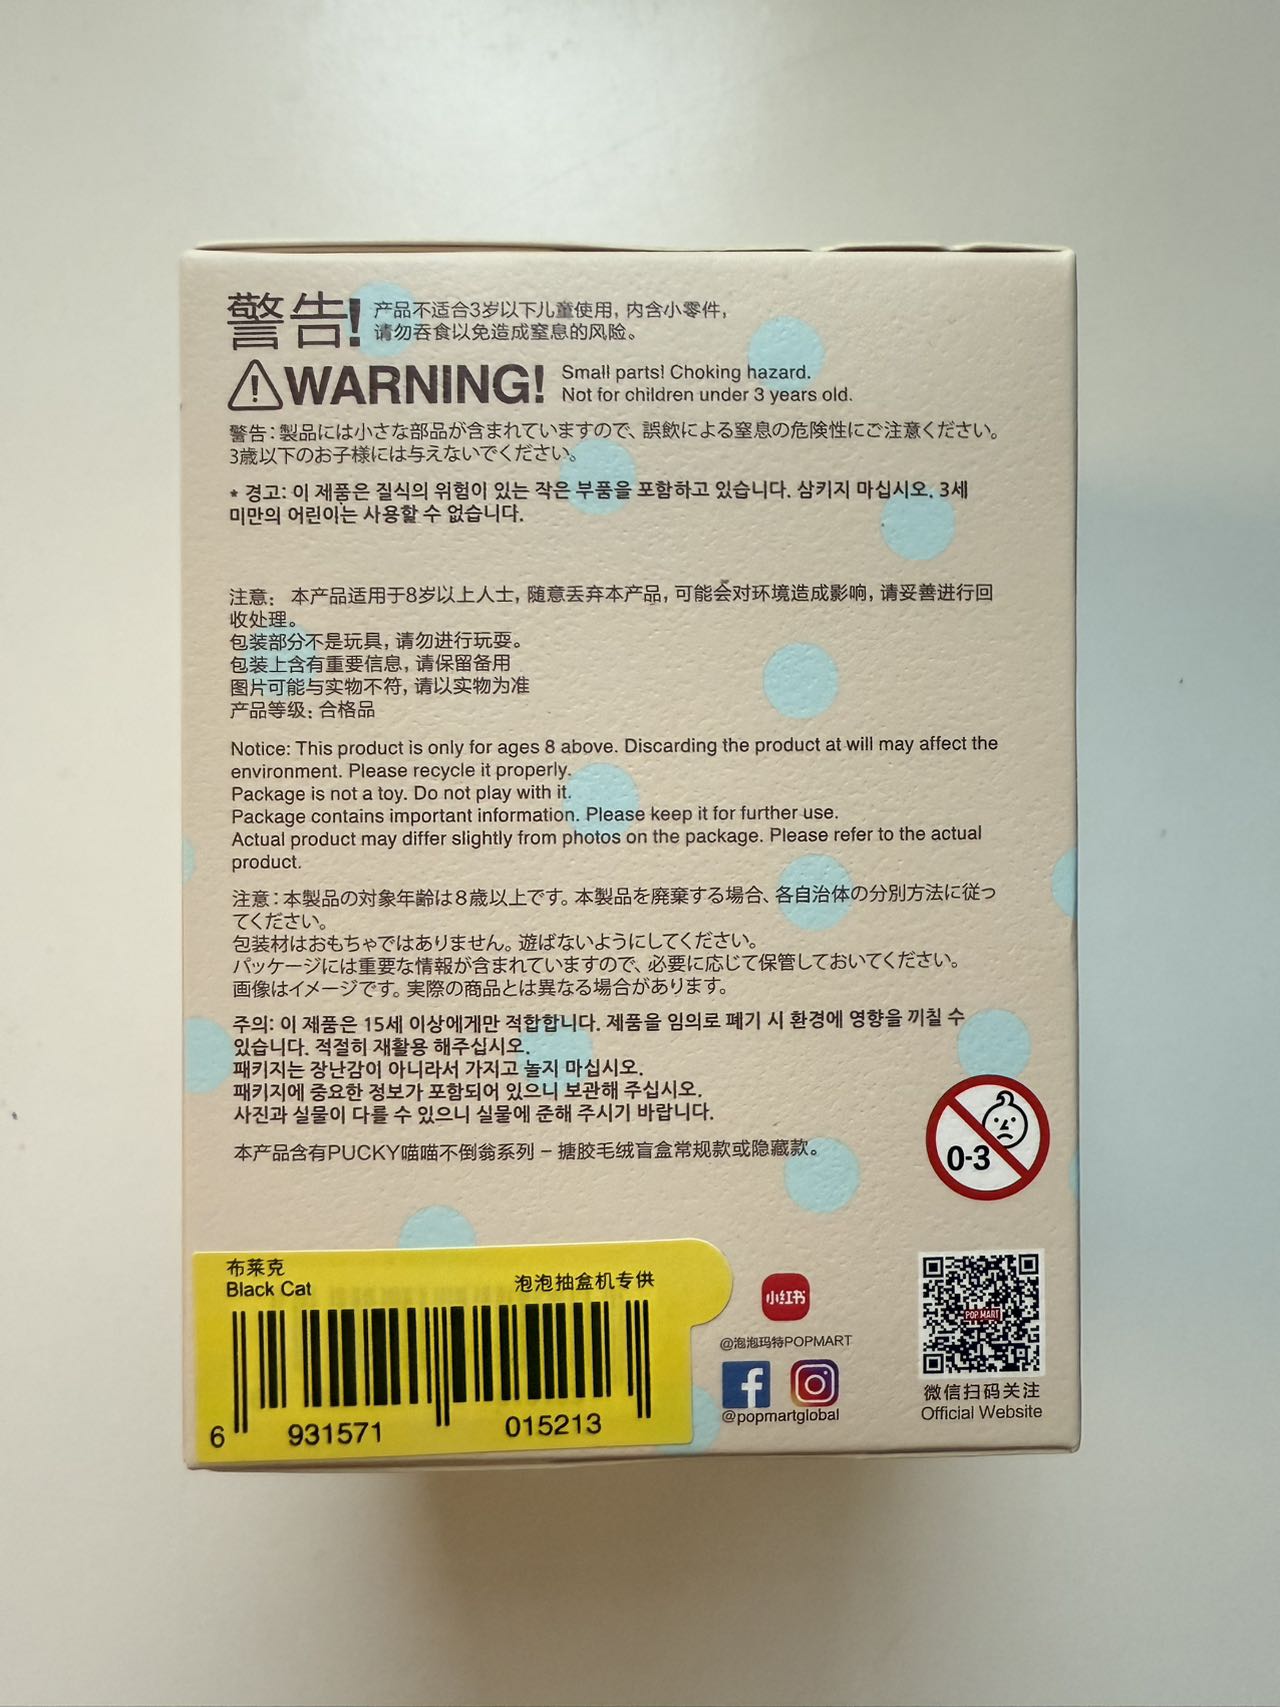 警告! 产品不适合3岁以下儿童使用，内含小零件，
请勿吞食以免造成窒息的风险。
WARNING! Small parts! Choking hazard.
Not for children under 3 years old.
警告：製品には小さな部品が含まれていますので、誤飲による窒息の危険性にご注意ください。
3歳以下のお子様には与えないでください。
* 경고: 이 제품은 질식의 위험이 있는 작은 부품을 포함하고 있습니다. 삼키지 마십시오. 3세
미만의 어린이는 사용할 수 없습니다.
注意： 本产品适用于8岁以上人士，随意丢弃本产品，可能会对环境造成影响，请妥善进行回
收处理。
包装部分不是玩具，请勿进行玩耍。
包装上含有重要信息，请保留备用
图片可能与实物不符，请以实物为准
产品等级：合格品
Notice: This product is only for ages 8 above. Discarding the product at will may affect the
environment. Please recycle it properly.
Package is not a toy. Do not play with it.
Package contains important information. Please keep it for further use.
Actual product may differ slightly from photos on the package. Please refer to the actual
product.
注意：本製品の対象年齢は8歳以上です。本製品を廃棄する場合、各自治体の分別方法に従っ
てください。
包装材はおもちゃではありません。遊ばないようにしてください。
パッケージには重要な情報が含まれていますので、必要に応じて保管しておいてください。
画像はイメージです。実際の商品とは異なる場合があります。
주의: 이 제품은 15세 이상에게만 적합합니다. 제품을 임의로 폐기 시 환경에 영향을 끼칠 수
있습니다. 적절히 재활용 해주십시오.
패키지는 장난감이 아니라서 가지고 놀지 마십시오.
패키지에 중요한 정보가 포함되어 있으니 보관해 주십시오.
사진과 실물이 다를 수 있으니 실물에 준해 주시기 바랍니다.
本产品含有PUCKY喵喵不倒翁系列 – 搪胶毛绒盲盒常规款或隐藏款。
0-3
布莱克
Black Cat
泡泡抽盒机专供
6 931571 015213
小红书
@泡泡玛特POPMART
@popmartglobal
POP MART
微信扫码关注
Official Website